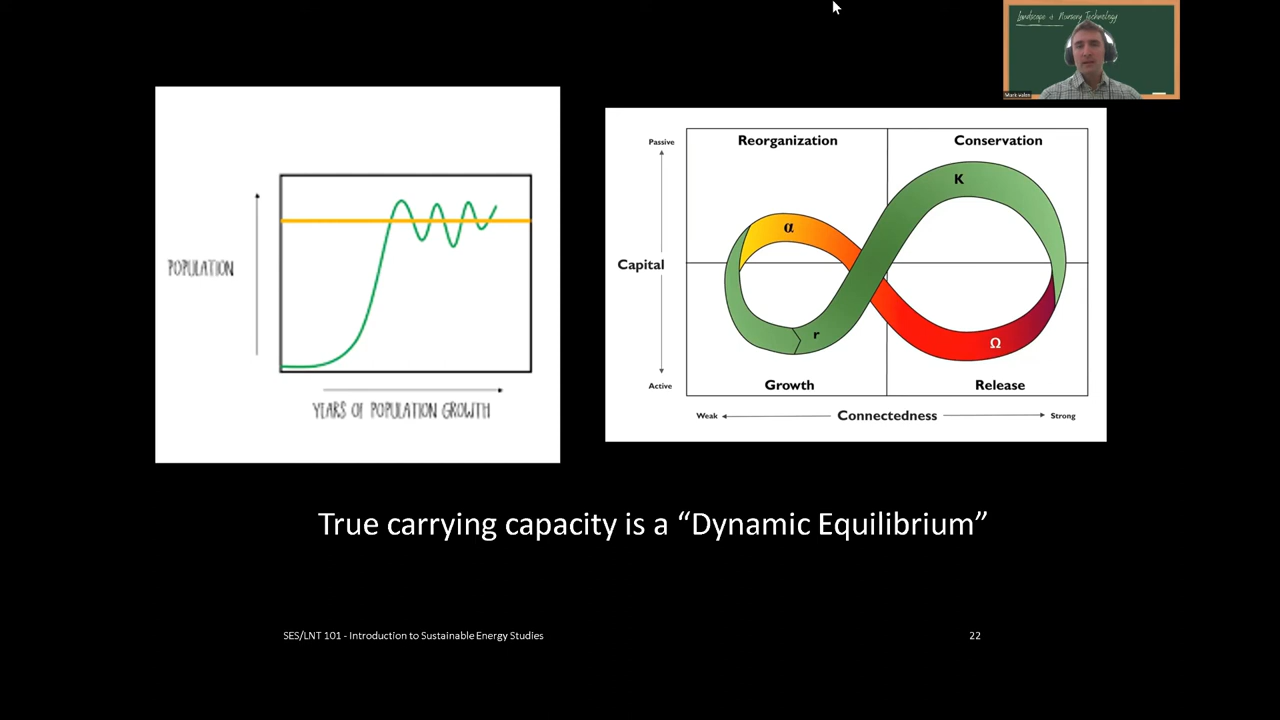 Landscape & Nursery Technology
POPULATION
YEARS OF POPULATION GROWTH
Reorganization
Conservation
Passive
K
α
Capital
r
Ω
Active
Growth
Release
Weak
Connectedness
Strong
True carrying capacity is a “Dynamic Equilibrium”
SES/LNT 101 - Introduction to Sustainable Energy Studies
22